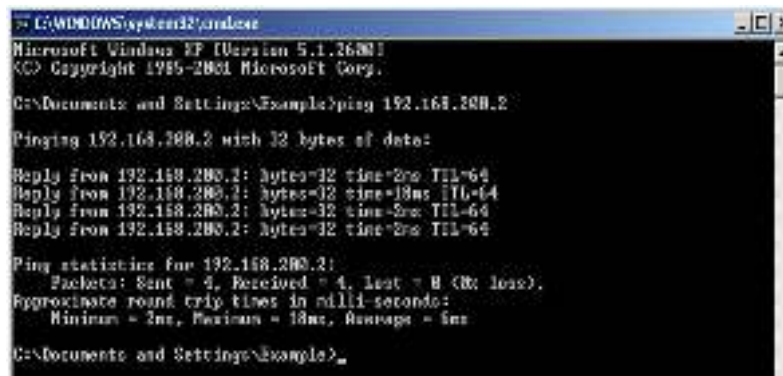 C:\WINDOWS\system32\cmd.exe
Microsoft Windows XP [Version 5.1.2600]
(C) Copyright 1985-2001 Microsoft Corp.
C:\Documents and Settings\Example>ping 192.168.200.2
Pinging 192.168.200.2 with 32 bytes of data:
Reply from 192.168.200.2: bytes=32 time=2ms TTL=64
Reply from 192.168.200.2: bytes=32 time=18ms TTL=64
Reply from 192.168.200.2: bytes=32 time=2ms TTL=64
Reply from 192.168.200.2: bytes=32 time=2ms TTL=64
Ping statistics for 192.168.200.2:
Packets: Sent = 4, Received = 4, Lost = 0 (0% loss),
Approximate round trip times in milli-seconds:
Minimum = 2ms, Maximum = 18ms, Average = 6ms
C:\Documents and Settings\Example>_